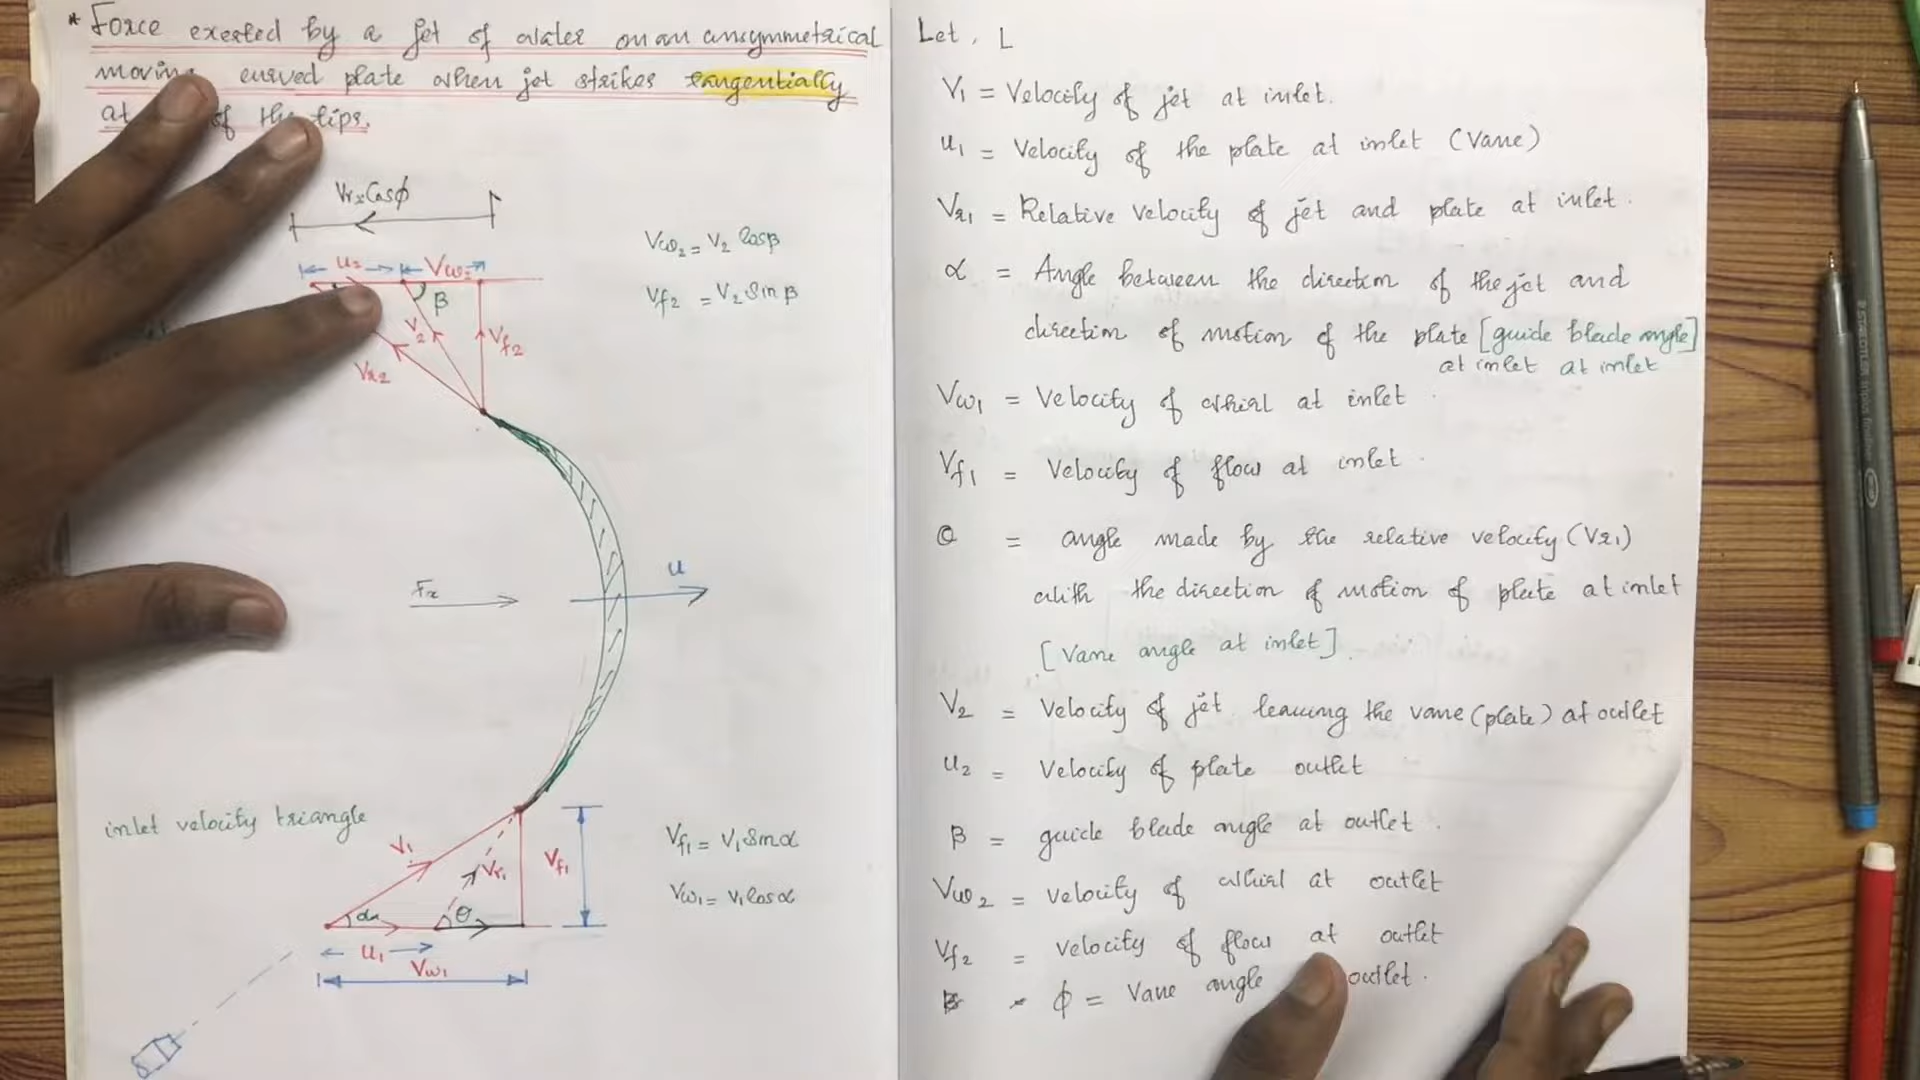 * Force exerted by a jet of water on an unsymmetrical
moving curved plate when jet strikes tangentially
at of the tips.
Vr₂ Cosφ
u₂
Vw₂
β
V₂
Vf2
Vr2
Vw₂ = V₂ Cosβ
Vf2 = V₂ Sin β
Fx
u
inlet velocity triangle
V₁
Vr₁
Vf₁
α
θ
u₁
Vw₁
Vf₁ = V₁ Sinα
Vw₁ = V₁ Cosα
Let, L
V₁ = Velocity of jet at inlet.
u₁ = Velocity of the plate at inlet (Vane)
Vr₁ = Relative Velocity of jet and plate at inlet.
α = Angle between the direction of the jet and
direction of motion of the plate [guide blade angle]
at inlet at inlet
Vw₁ = Velocity of whirl at inlet
Vf₁ = Velocity of flow at inlet
θ = angle made by the relative velocity (Vr₁)
with the direction of motion of plate at inlet
[Vane angle at inlet].
V₂ = Velocity of jet leaving the vane (plate) at outlet
u₂ = Velocity of plate outlet
β = guide blade angle at outlet.
Vw₂ = velocity of whirl at outlet
Vf₂ = velocity of flow at outlet
φ = Vane angle outlet.